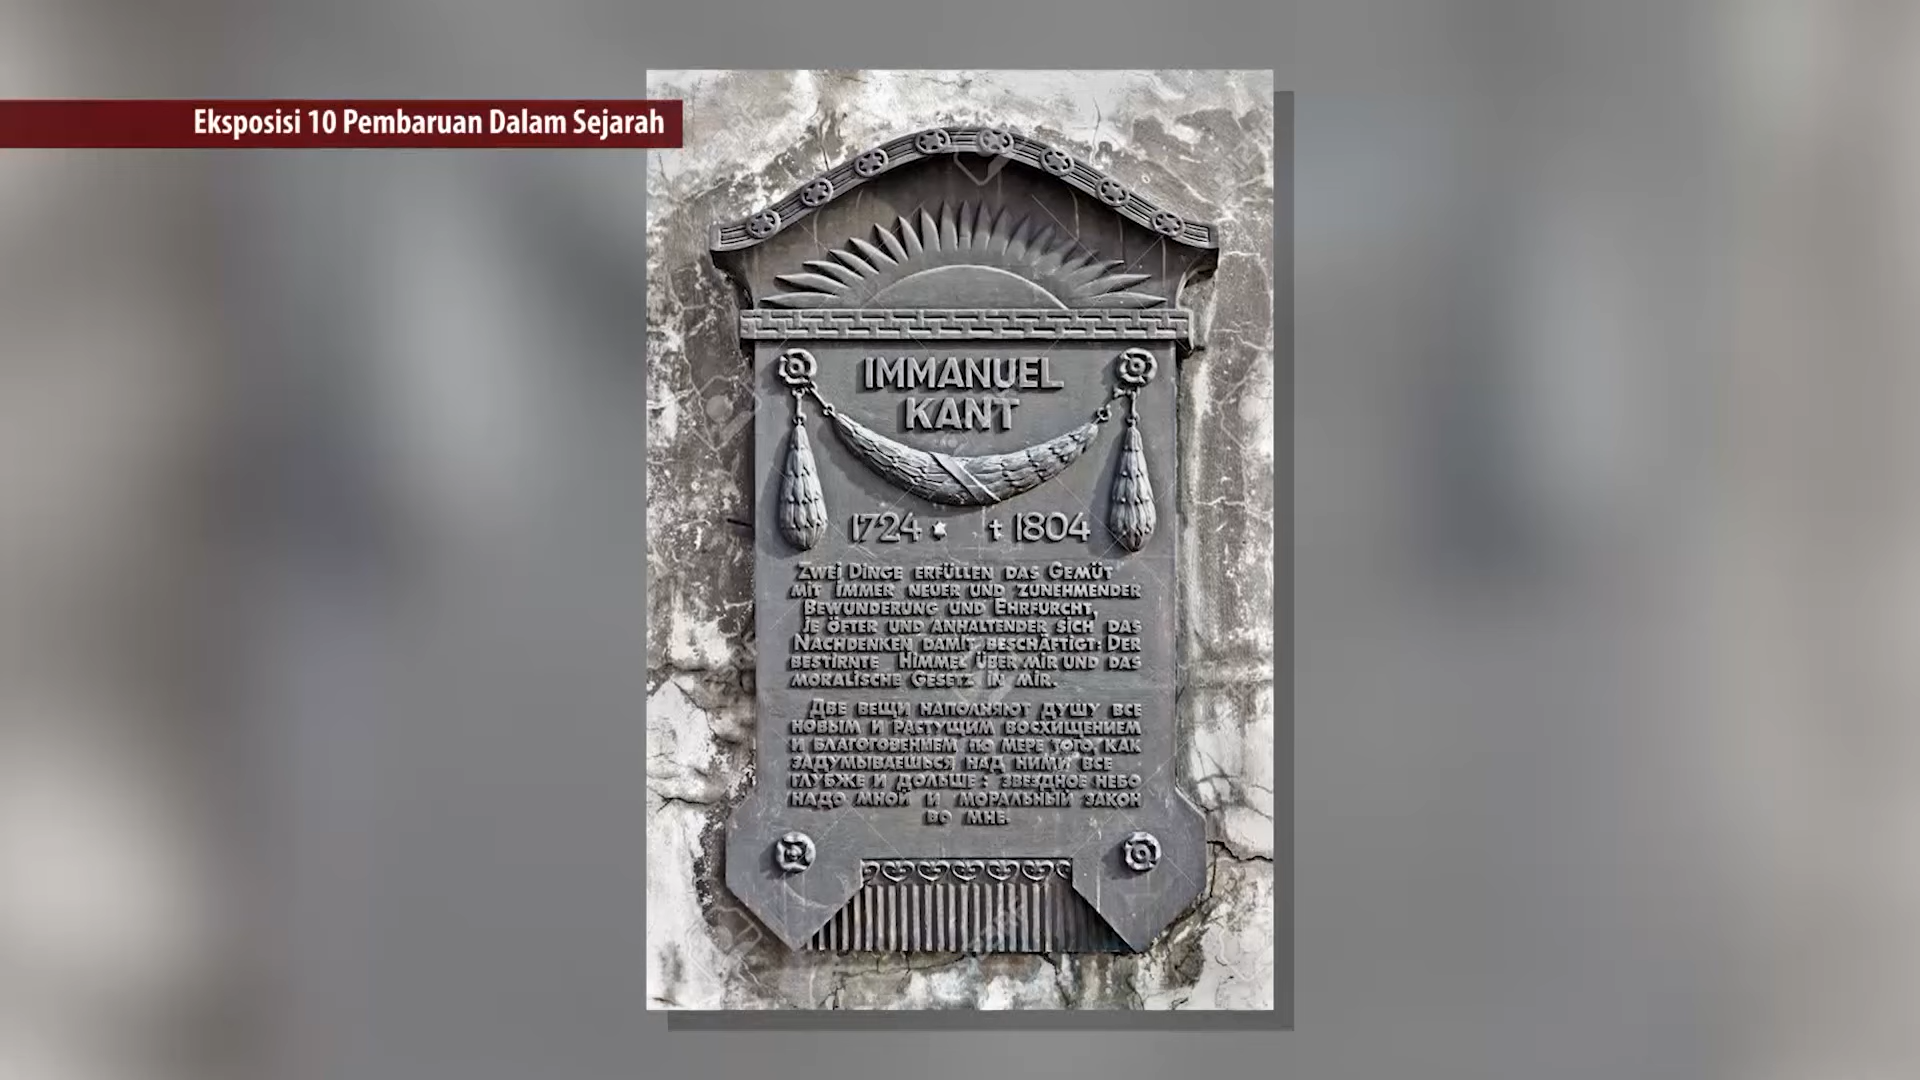 Eksposisi 10 Pembaruan Dalam Sejarah
IMMANUEL
KANT
1724 * † 1804
ZWEI DINGE ERFÜLLEN DAS GEMÜT
MIT IMMER NEUER UND ZUNEHMENDER
BEWUNDERUNG UND EHRFURCHT,
JE ÖFTER UND ANHALTENDER SICH DAS
NACHDENKEN DAMIT BESCHÄFTIGT: DER
BESTIRNTE HIMMEL ÜBER MIR UND DAS
MORALISCHE GESETZ IN MIR.
ДВЕ ВЕЩИ НАПОЛНЯЮТ ДУШУ ВСЕ
НОВЫМ И РАСТУЩИМ ВОСХИЩЕНИЕМ
И БЛАГОГОВЕНИЕМ ПО МЕРЕ ТОГО, КАК
ЗАДУМЫВАЕШЬСЯ НАД НИМИ ВСЕ
ГЛУБЖЕ И ДОЛЬШЕ: ЗВЕЗДНОЕ НЕБО
НАДО МНОЙ И МОРАЛЬНЫЙ ЗАКОН
ВО МНЕ.